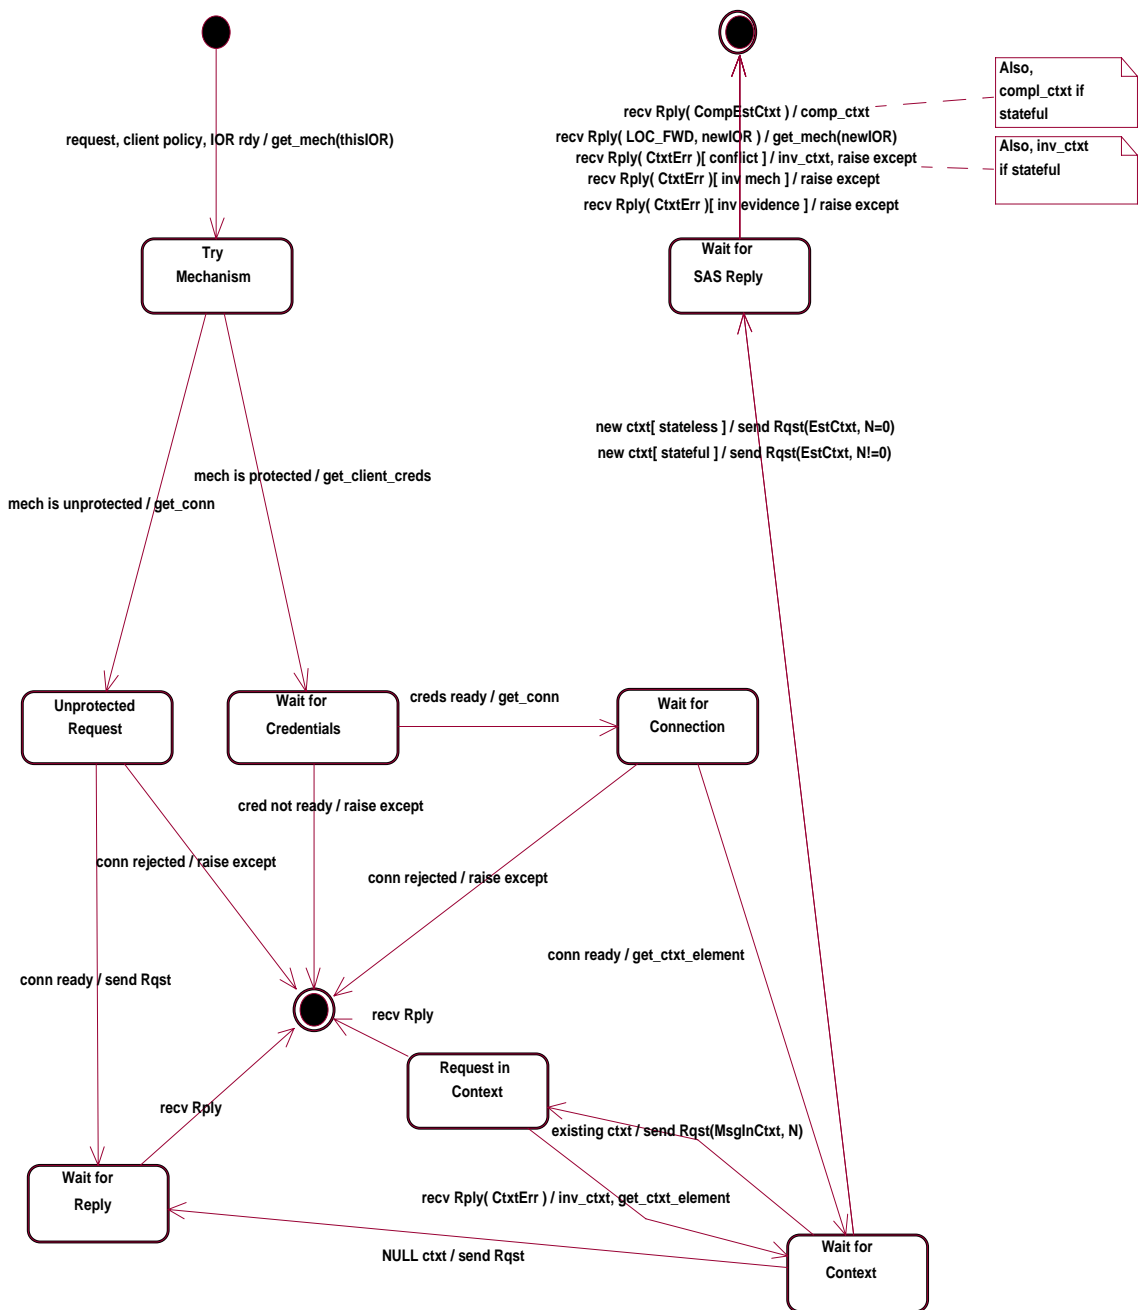 Also,
compl_ctxt if
stateful
recv Rply( CompEstCtxt ) / comp_ctxt
request, client policy, IOR rdy / get_mech(thisIOR)
recv Rply( LOC_FWD, newIOR ) / get_mech(newIOR)
recv Rply( CtxtErr )[ conflict ] / inv_ctxt, raise except
Also, inv_ctxt
if stateful
recv Rply( CtxtErr )[ inv mech ] / raise except
recv Rply( CtxtErr )[ inv evidence ] / raise except
Try
Mechanism
Wait for
SAS Reply
new ctxt[ stateless ] / send Rqst(EstCtxt, N=0)
new ctxt[ stateful ] / send Rqst(EstCtxt, N!=0)
mech is protected / get_client_creds
mech is unprotected / get_conn
Unprotected
Request
Wait for
Credentials
creds ready / get_conn
Wait for
Connection
cred not ready / raise except
conn rejected / raise except
conn rejected / raise except
conn ready / get_ctxt_element
conn ready / send Rqst
recv Rply
Request in
Context
recv Rply
existing ctxt / send Rqst(MsgInCtxt, N)
Wait for
Reply
recv Rply( CtxtErr ) / inv_ctxt, get_ctxt_element
NULL ctxt / send Rqst
Wait for
Context